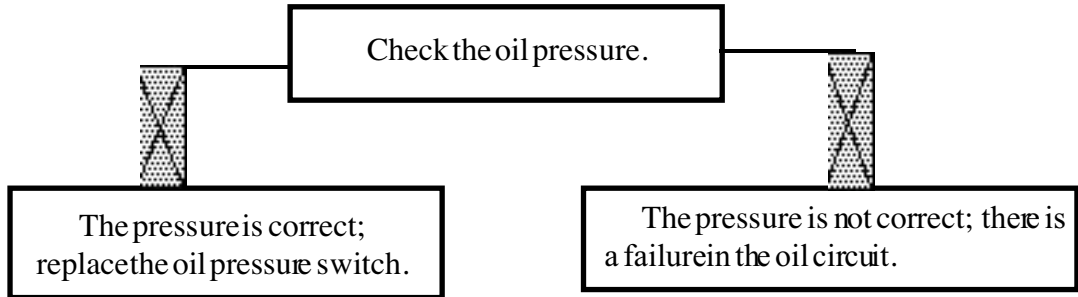 Check the oil pressure.
The pressure is correct;
replace the oil pressure switch.
The pressure is not correct; there is
a failure in the oil circuit.